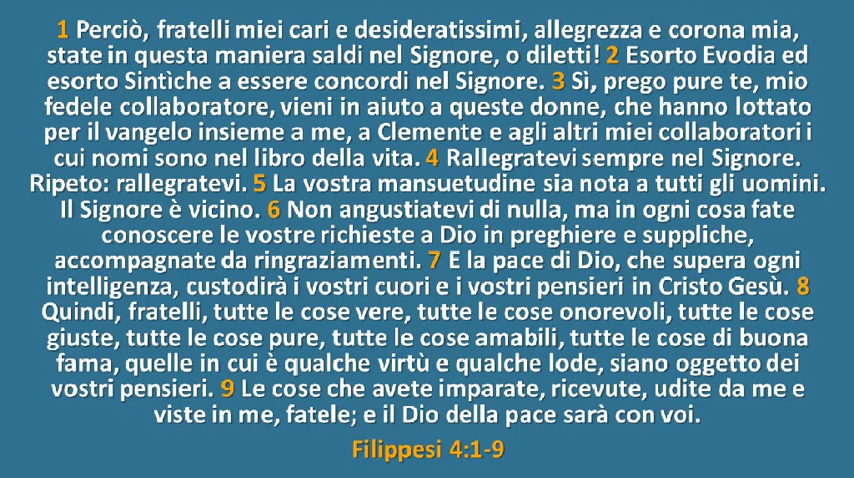 1 Perciò, fratelli miei cari e desideratissimi, allegrezza e corona mia,
state in questa maniera saldi nel Signore, o diletti! 2 Esorto Evodia ed
esorto Sintìche a essere concordi nel Signore. 3 Sì, prego pure te, mio
fedele collaboratore, vieni in aiuto a queste donne, che hanno lottato
per il vangelo insieme a me, a Clemente e agli altri miei collaboratori i
cui nomi sono nel libro della vita. 4 Rallegratevi sempre nel Signore.
Ripeto: rallegratevi. 5 La vostra mansuetudine sia nota a tutti gli uomini.
Il Signore è vicino. 6 Non angustiatevi di nulla, ma in ogni cosa fate
conoscere le vostre richieste a Dio in preghiere e suppliche,
accompagnate da ringraziamenti. 7 E la pace di Dio, che supera ogni
intelligenza, custodirà i vostri cuori e i vostri pensieri in Cristo Gesù. 8
Quindi, fratelli, tutte le cose vere, tutte le cose onorevoli, tutte le cose
giuste, tutte le cose pure, tutte le cose amabili, tutte le cose di buona
fama, quelle in cui è qualche virtù e qualche lode, siano oggetto dei
vostri pensieri. 9 Le cose che avete imparate, ricevute, udite da me e
viste in me, fatele; e il Dio della pace sarà con voi.
Filippesi 4:1-9